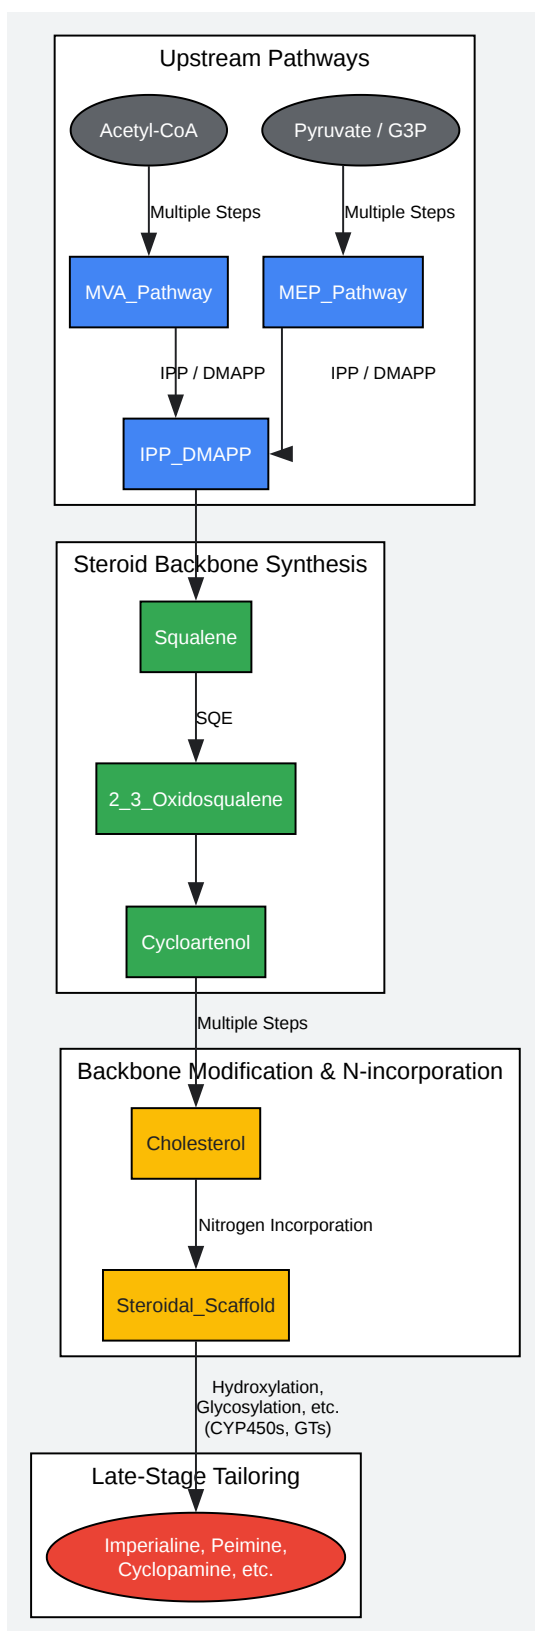 Upstream Pathways
Acetyl-CoA
Pyruvate / G3P
Multiple Steps
Multiple Steps
MVA_Pathway
MEP_Pathway
IPP / DMAPP
IPP / DMAPP
IPP_DMAPP
Steroid Backbone Synthesis
Squalene
SQE
2_3_Oxidosqualene
Cycloartenol
Multiple Steps
Backbone Modification & N-incorporation
Cholesterol
Nitrogen Incorporation
Steroidal_Scaffold
Hydroxylation,
Glycosylation, etc.
(CYP450s, GTs)
Late-Stage Tailoring
Imperialine, Peimine,
Cyclopamine, etc.